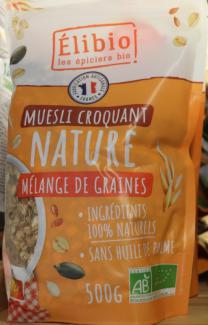 Élibio
les épiciers bio!
FRANCE
MUESLI CROQUANT
NATURE
MÉLANGE DE GRAINES
• INGRÉDIENTS
100% NATURELS
• SANS HUILE DE PALME
500g
AB